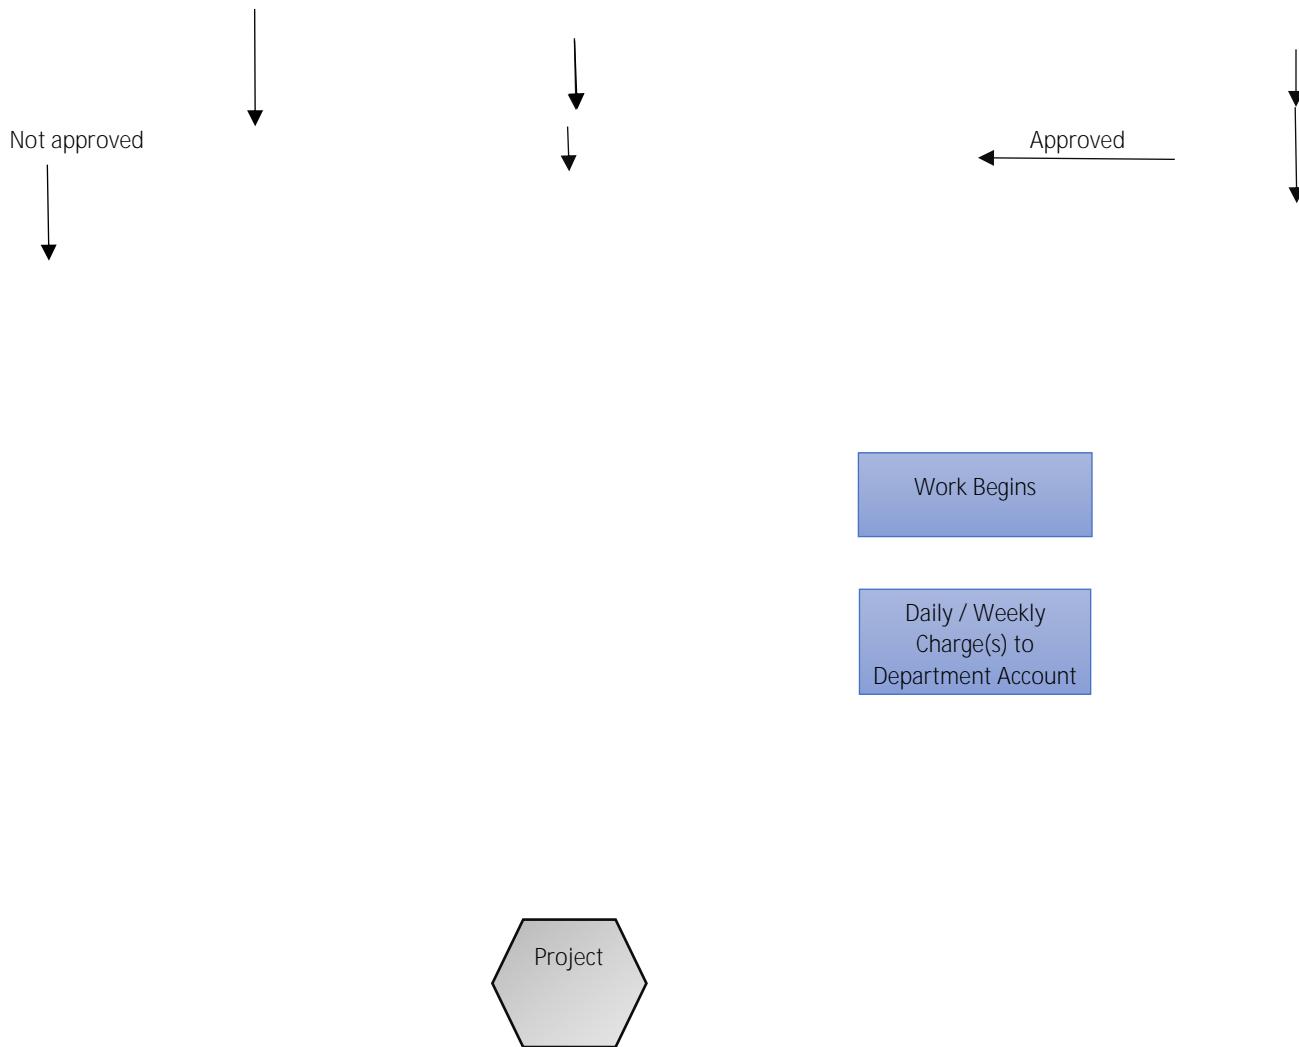 Not approved
Approved
Work Begins
Daily / Weekly
Charge(s) to
Department Account
Project